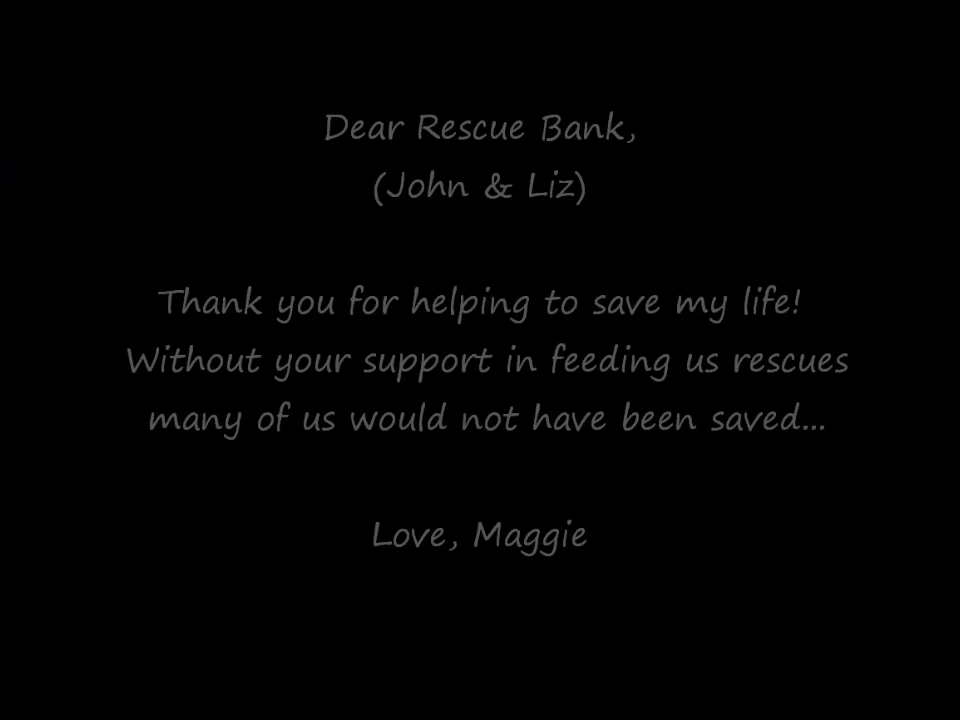 Dear Rescue Bank,
(John & Liz)
Thank you for helping to save my life!
Without your support in feeding us rescues
many of us would not have been saved...
Love, Maggie